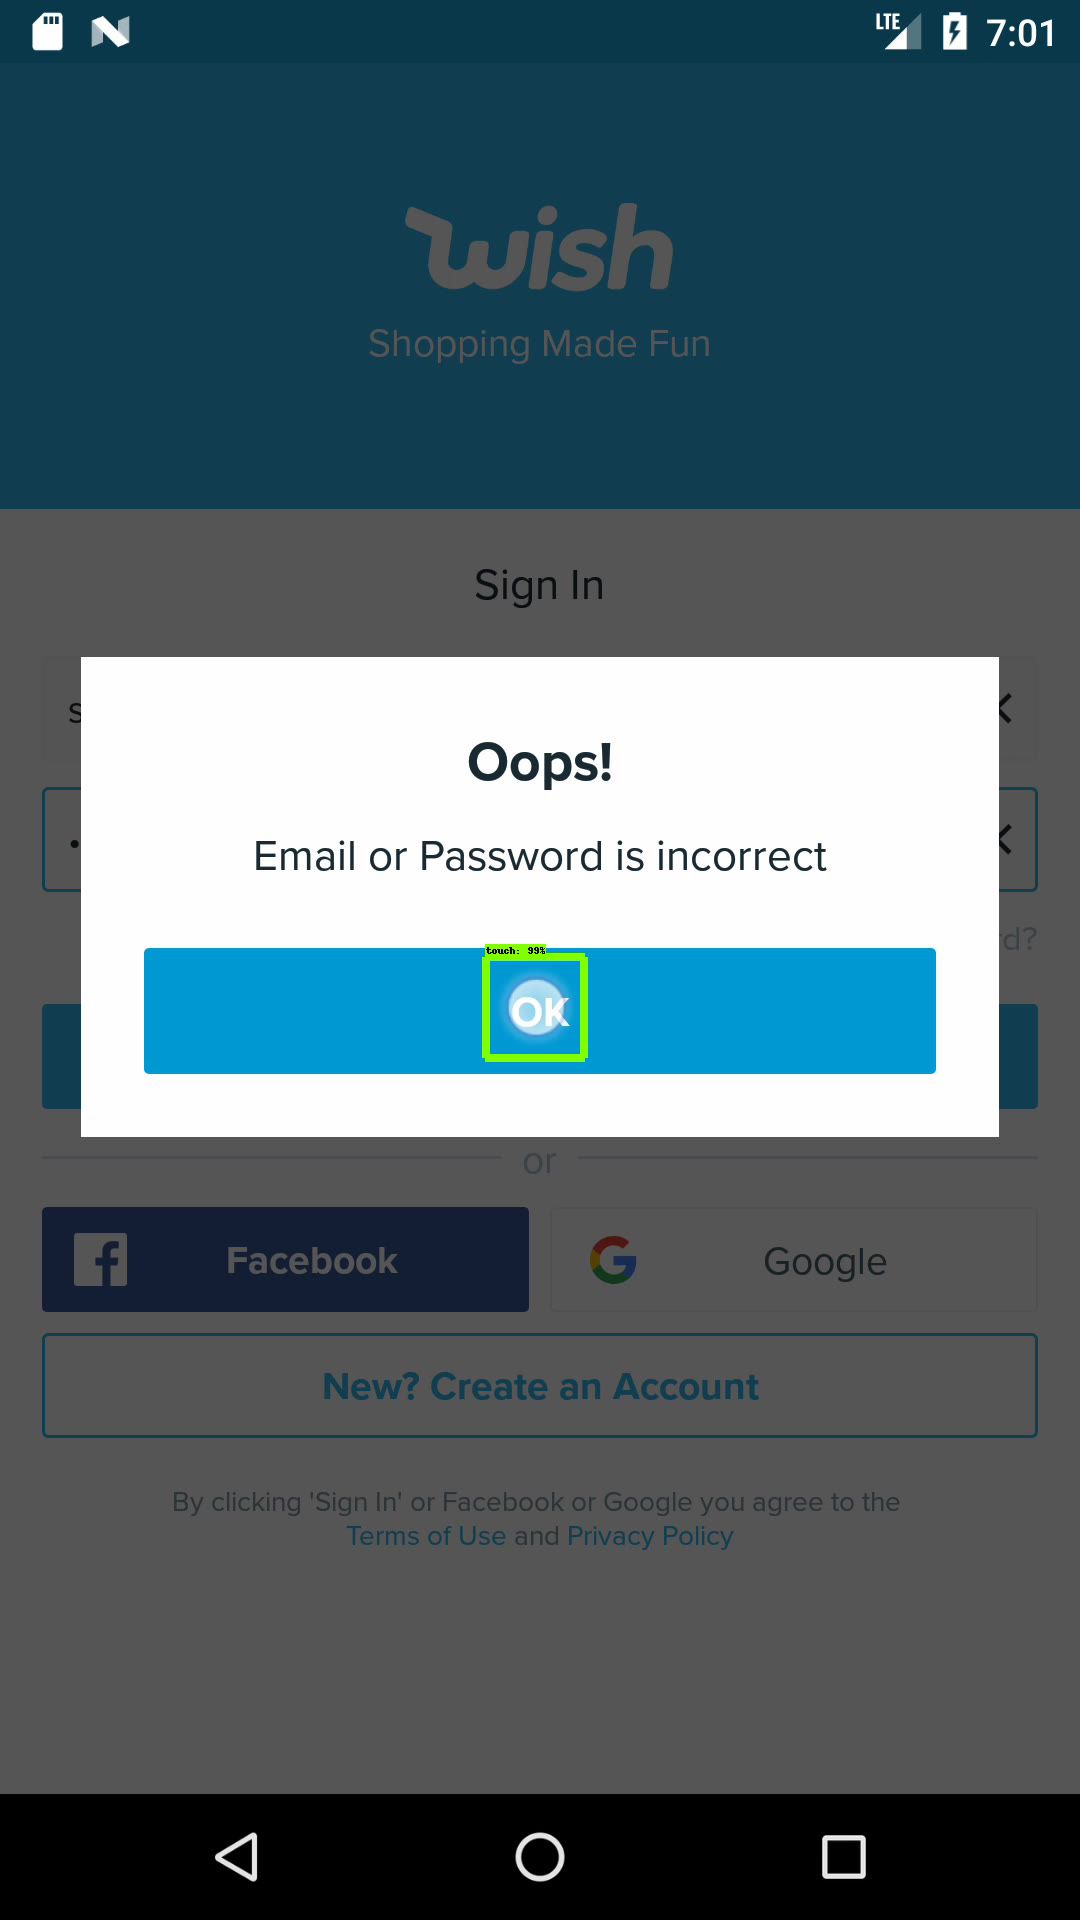 LTE 7:01
wish
Shopping Made Fun
Sign In
s
Oops!
Email or Password is incorrect
rd?
touch: 99%
OK
or
Facebook
Google
New? Create an Account
By clicking 'Sign In' or Facebook or Google you agree to the
Terms of Use and Privacy Policy